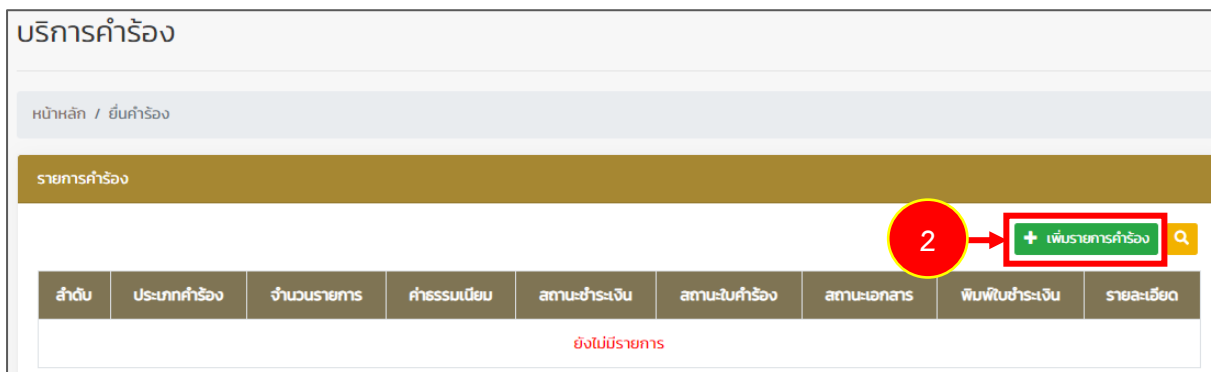 บริการคำร้อง
หน้าหลัก / ยื่นคำร้อง
รายการคำร้อง
2
+ เพิ่มรายการคำร้อง
ลำดับ ประเภทคำร้อง จำนวนรายการ ค่าธรรมเนียม สถานะชำระเงิน สถานะใบคำร้อง สถานะเอกสาร พิมพ์ใบชำระเงิน รายละเอียด
ยังไม่มีรายการ